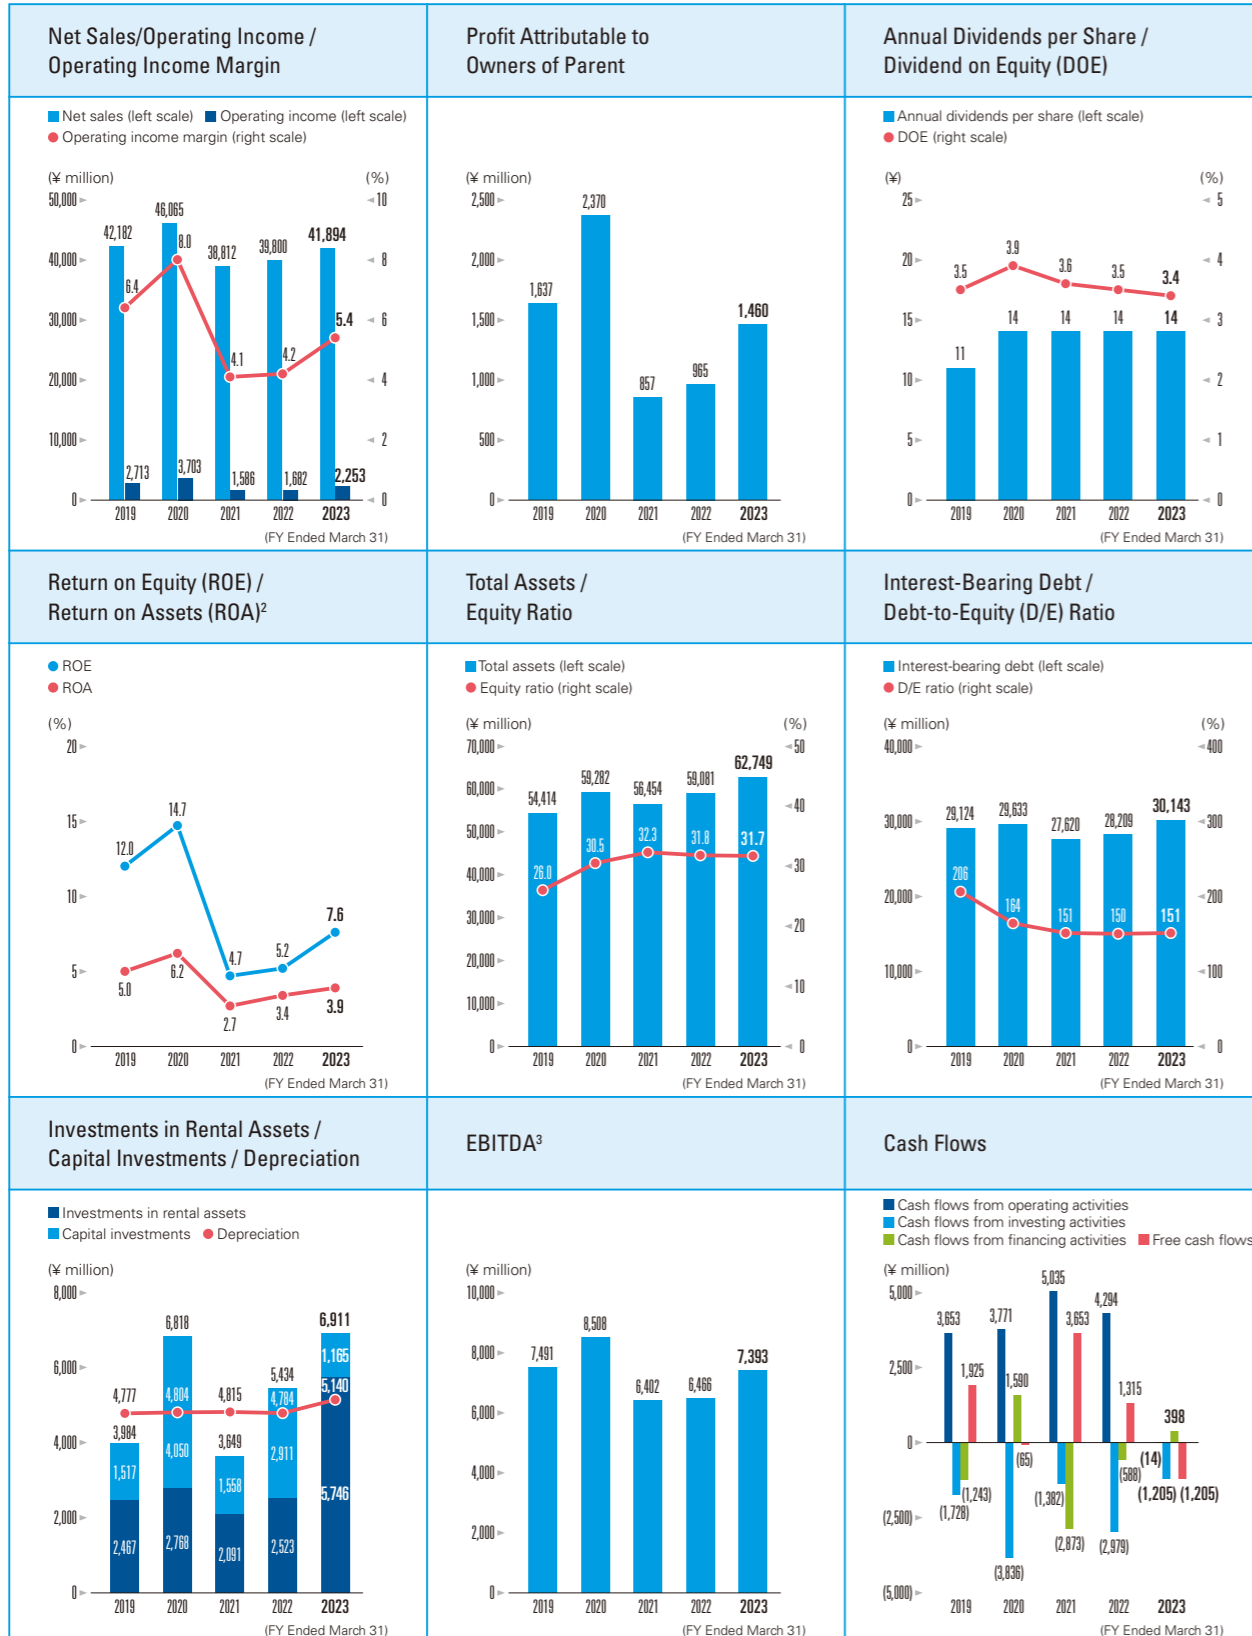 Net Sales/Operating Income /
Operating Income Margin
Net sales (left scale) Operating income (left scale)
Operating income margin (right scale)
(¥ million) (%)
50,000 10
40,000 8
30,000 6
20,000 4
10,000 2
0 0
42,182 46,065 38,812 39,800 41,894
6.4 8.0 4.1 4.2 5.4
2,713 3,703 1,586 1,682 2,253
2019 2020 2021 2022 2023
(FY Ended March 31)
Profit Attributable to
Owners of Parent
(¥ million)
2,500
2,000
1,500
1,000
500
0
1,637 2,370 857 965 1,460
2019 2020 2021 2022 2023
(FY Ended March 31)
Annual Dividends per Share /
Dividend on Equity (DOE)
Annual dividends per share (left scale)
DOE (right scale)
(¥) (%)
25 5
20 4
15 3
10 2
5 1
0 0
3.5 3.9 3.6 3.5 3.4
11 14 14 14 14
2019 2020 2021 2022 2023
(FY Ended March 31)
Return on Equity (ROE) /
Return on Assets (ROA)2
ROE
ROA
(%)
20
15
10
5
0
12.0 14.7 4.7 5.2 7.6
5.0 6.2 2.7 3.4 3.9
2019 2020 2021 2022 2023
(FY Ended March 31)
Total Assets /
Equity Ratio
Total assets (left scale)
Equity ratio (right scale)
(¥ million) (%)
70,000 50
60,000
50,000 40
40,000 30
30,000
20,000 20
10,000 10
0 0
54,414 59,282 56,454 59,081 62,749
26.0 30.5 32.3 31.8 31.7
2019 2020 2021 2022 2023
(FY Ended March 31)
Interest-Bearing Debt /
Debt-to-Equity (D/E) Ratio
Interest-bearing debt (left scale)
D/E ratio (right scale)
(¥ million) (%)
40,000 400
30,000 300
20,000 200
10,000 100
0 0
29,124 29,633 27,620 28,209 30,143
206 164 151 150 151
2019 2020 2021 2022 2023
(FY Ended March 31)
Investments in Rental Assets /
Capital Investments / Depreciation
Investments in rental assets
Capital investments Depreciation
(¥ million)
8,000
6,000
4,000
2,000
0
3,984 6,818 3,649 5,434 6,911
4,777 4,804 4,815 4,784 5,140
1,517 4,050 1,558 2,911 1,165
2,467 2,768 2,091 2,523 5,746
2019 2020 2021 2022 2023
(FY Ended March 31)
EBITDA3
(¥ million)
10,000
8,000
6,000
4,000
2,000
0
7,491 8,508 6,402 6,466 7,393
2019 2020 2021 2022 2023
(FY Ended March 31)
Cash Flows
Cash flows from operating activities
Cash flows from investing activities
Cash flows from financing activities Free cash flows
(¥ million)
5,000
2,500
0
(2,500)
(5,000)
3,653 3,771 5,035 4,294 (14)
(1,728) (3,836) (1,382) (2,979) (1,205)
(1,243) 1,590 (2,873) (588) 398
1,925 (65) 3,653 1,315 (1,205)
2019 2020 2021 2022 2023
(FY Ended March 31)